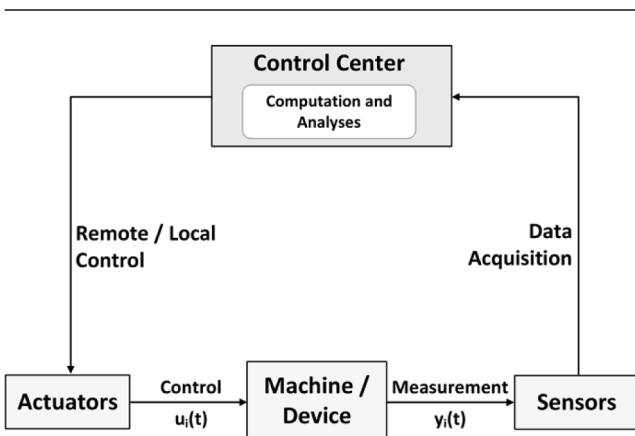 Control Center
Computation and
Analyses
Remote / Local
Control
Data
Acquisition
Actuators
Control
uᵢ(t)
Machine /
Device
Measurement
yᵢ(t)
Sensors